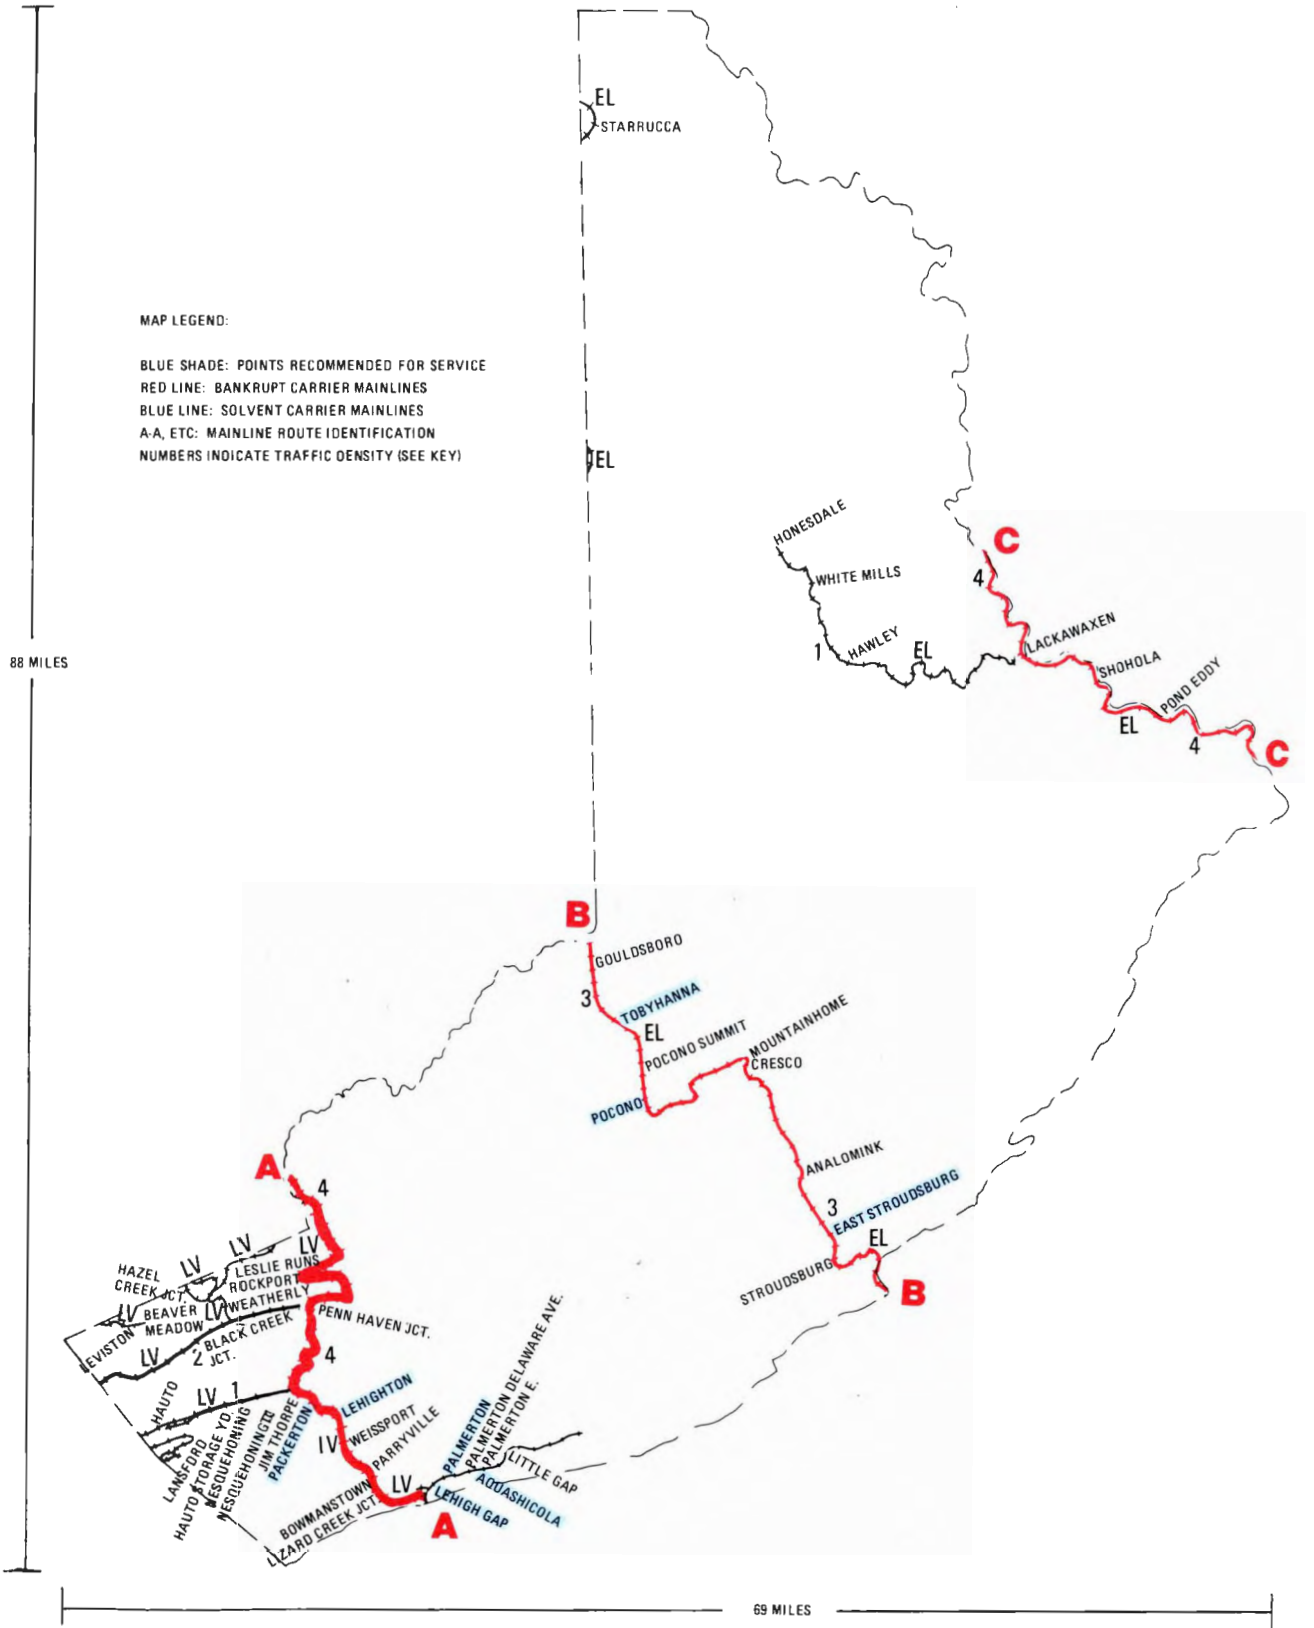 EL
STARRUCCA
MAP LEGEND:
BLUE SHADE: POINTS RECOMMENDED FOR SERVICE
RED LINE: BANKRUPT CARRIER MAINLINES
BLUE LINE: SOLVENT CARRIER MAINLINES
A-A, ETC: MAINLINE ROUTE IDENTIFICATION
NUMBERS INDICATE TRAFFIC DENSITY (SEE KEY)
EL
HONESDALE
WHITE MILLS
1
HAWLEY
EL
C
4
LACKAWAXEN
SHOHOLA
POND EDDY
EL
4
C
88 MILES
B
GOULDSBORO
3
TOBYHANNA
EL
POCONO SUMMIT
MOUNTAINHOME
CRESCO
POCONO
ANALOMINK
3
EAST STROUDSBURG
EL
STROUDSBURG
B
A
4
LV
LV
LV
HAZEL
CREEK JCT.
LESLIE RUNS
ROCKPORT
WEATHERLY
LV
BEAVER
MEADOW
LV
LEVISTON
LV
2
BLACK CREEK
JCT.
PENN HAVEN JCT.
4
HAUTO
LV
1
LANSFORD
HAUTO STORAGE YD.
NESQUEHONING
NESQUEHONING
JIM THORPE
PACKERTON
LEHIGHTON
WEISSPORT
IV
PARRYVILLE
BOWMANSTOWN
LIZARD CREEK JCT.
LV
PALMERTON
PALMERTON DELAWARE AVE.
PALMERTON E.
LITTLE GAP
AQUASHICOLA
LEHIGH GAP
A
69 MILES